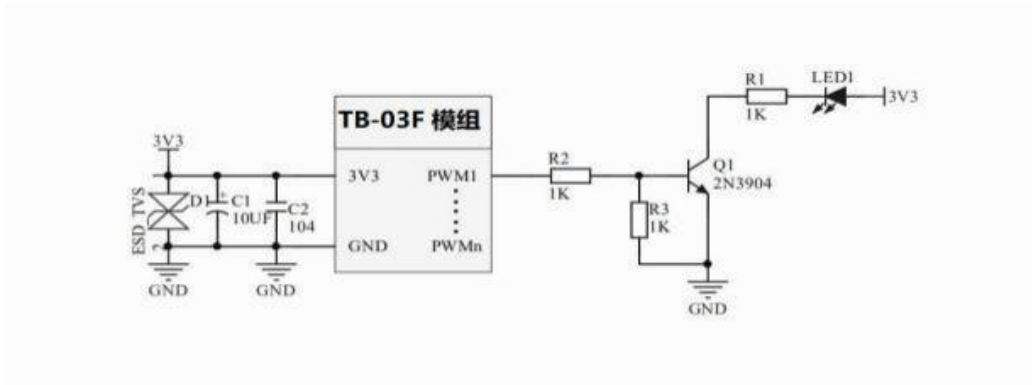 TB-03F 模组
3V3
PWM1
GND
PWMn
3V3
ESD TVS
D1
C1
10UF
C2
104
GND
GND
R2
1K
R3
1K
Q1
2N3904
GND
R1
1K
LED1
3V3